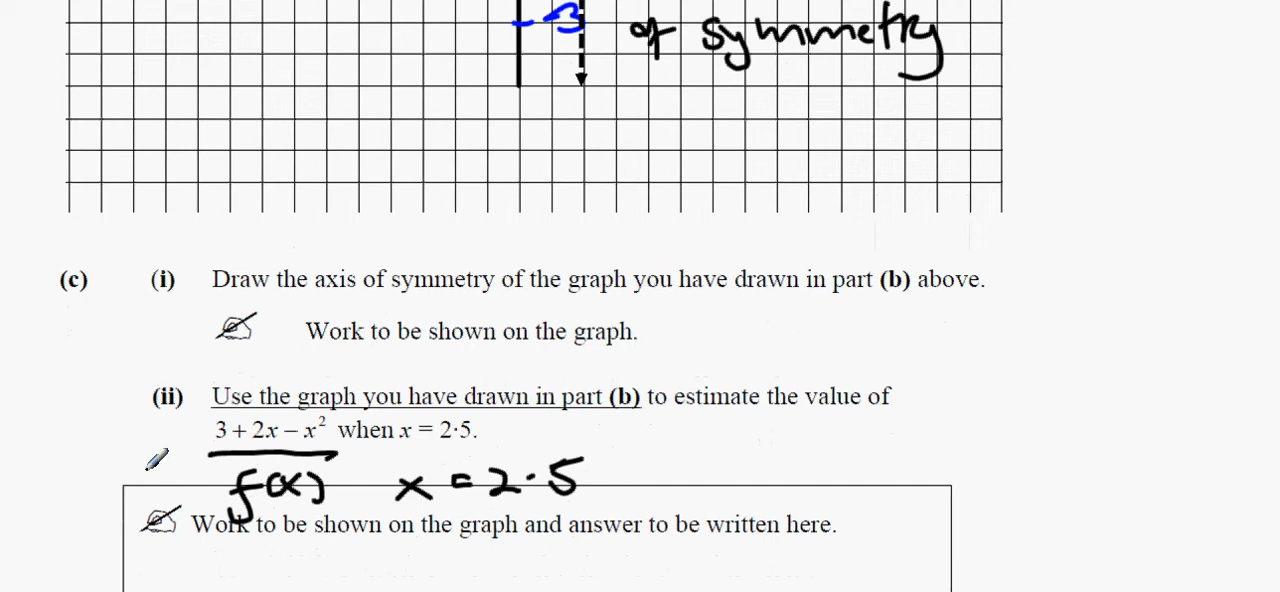 -3
of symmetry
(c) (i) Draw the axis of symmetry of the graph you have drawn in part (b) above.
Work to be shown on the graph.
(ii) Use the graph you have drawn in part (b) to estimate the value of
3 + 2x – x² when x = 2·5.
f(x) x = 2·5
Work to be shown on the graph and answer to be written here.